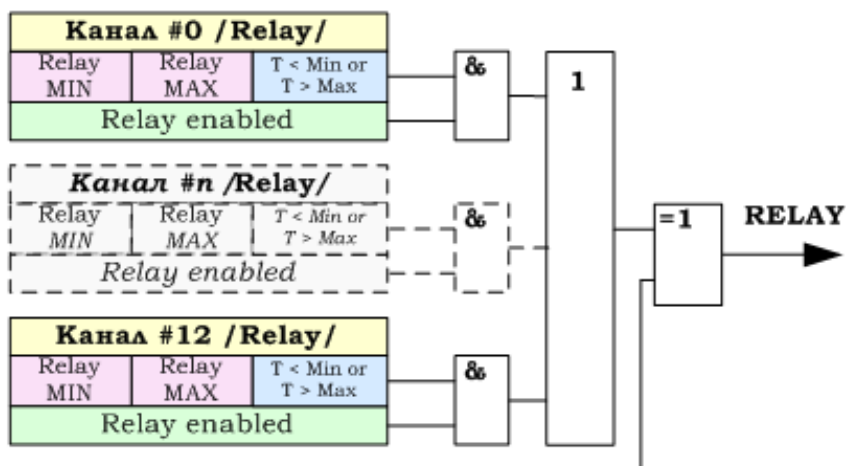 Канал #0 /Relay/
Relay MIN
Relay MAX
T < Min or T > Max
Relay enabled
&
1
Канал #n /Relay/
Relay MIN
Relay MAX
T < Min or T > Max
Relay enabled
&
=1
RELAY
Канал #12 /Relay/
Relay MIN
Relay MAX
T < Min or T > Max
Relay enabled
&